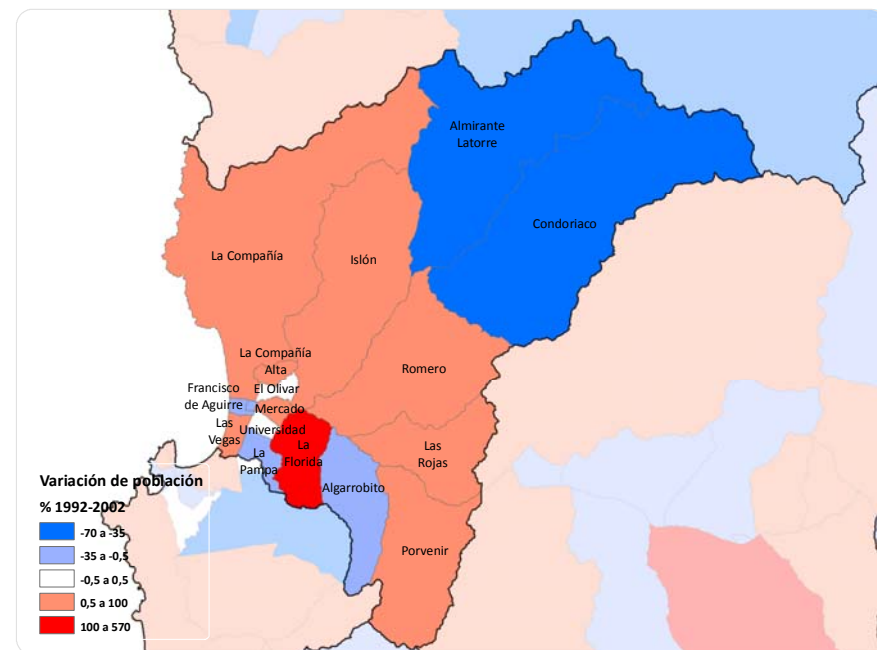 Almirante
Latorre
Condoriaco
La Compañía
Islón
La Compañía
Alta
Romero
Francisco
de Aguirre
El Olivar
Mercado
Las
Vegas
Universidad
La
Florida
La
Pampa
Las
Rojas
Algarrobito
Porvenir
Variación de población
% 1992-2002
-70 a -35
-35 a -0,5
-0,5 a 0,5
0,5 a 100
100 a 570